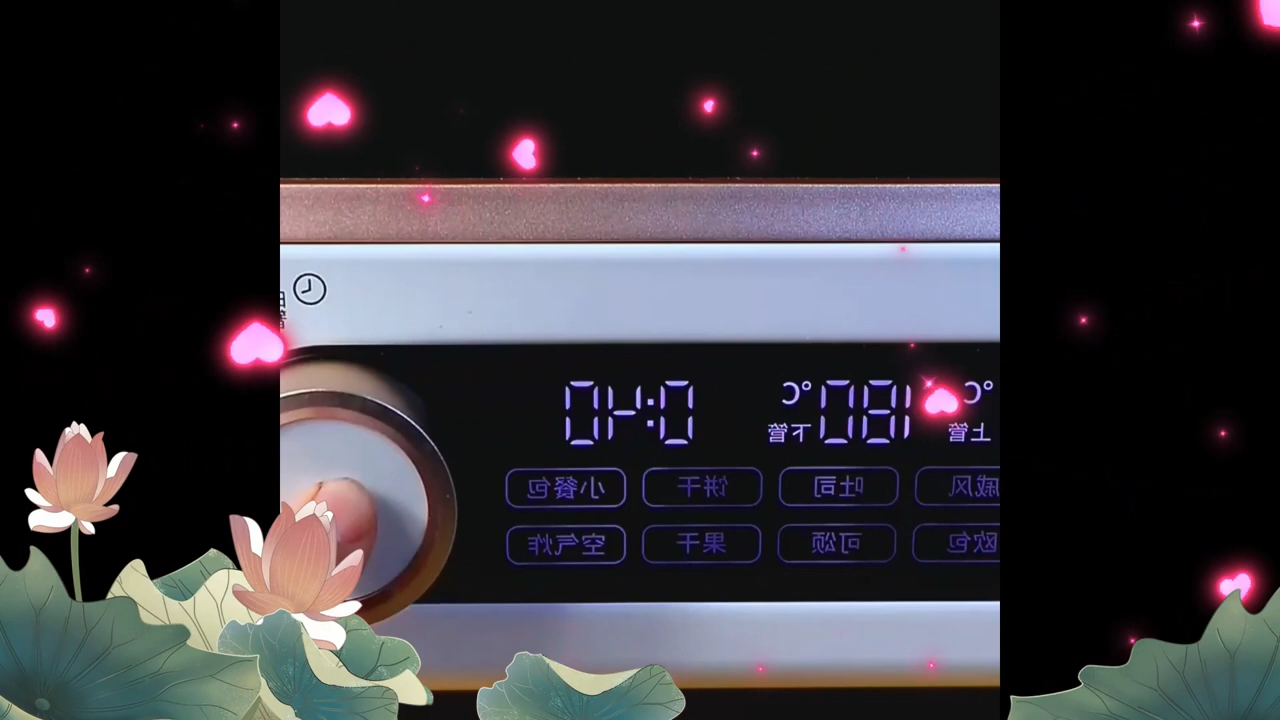 °C 180 °C 0:40
上管 下管
戚风 吐司 饼干 小餐包
欧包 可颂 果干 空气炸